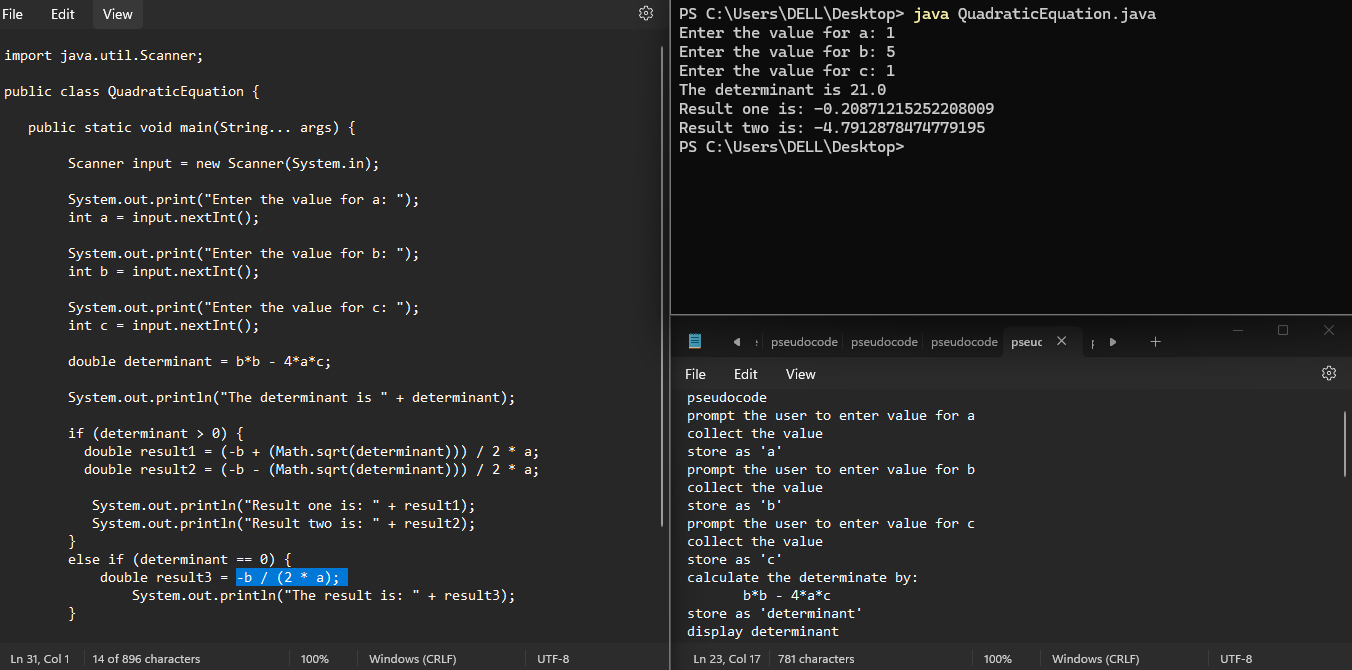 File Edit View
import java.util.Scanner;
public class QuadraticEquation {
public static void main(String... args) {
Scanner input = new Scanner(System.in);
System.out.print("Enter the value for a: ");
int a = input.nextInt();
System.out.print("Enter the value for b: ");
int b = input.nextInt();
System.out.print("Enter the value for c: ");
int c = input.nextInt();
double determinant = b*b - 4*a*c;
System.out.println("The determinant is " + determinant);
if (determinant > 0) {
double result1 = (-b + (Math.sqrt(determinant))) / 2 * a;
double result2 = (-b - (Math.sqrt(determinant))) / 2 * a;
System.out.println("Result one is: " + result1);
System.out.println("Result two is: " + result2);
}
else if (determinant == 0) {
double result3 = -b / (2 * a);
System.out.println("The result is: " + result3);
}
Ln 31, Col 1 14 of 896 characters 100% Windows (CRLF) UTF-8
PS C:\Users\DELL\Desktop> java QuadraticEquation.java
Enter the value for a: 1
Enter the value for b: 5
Enter the value for c: 1
The determinant is 21.0
Result one is: -0.20871215252208009
Result two is: -4.7912878474779195
PS C:\Users\DELL\Desktop>
pseudocode pseudocode pseudocode pseuc
File Edit View
pseudocode
prompt the user to enter value for a
collect the value
store as 'a'
prompt the user to enter value for b
collect the value
store as 'b'
prompt the user to enter value for c
collect the value
store as 'c'
calculate the determinate by:
b*b - 4*a*c
store as 'determinant'
display determinant
Ln 23, Col 17 781 characters 100% Windows (CRLF) UTF-8